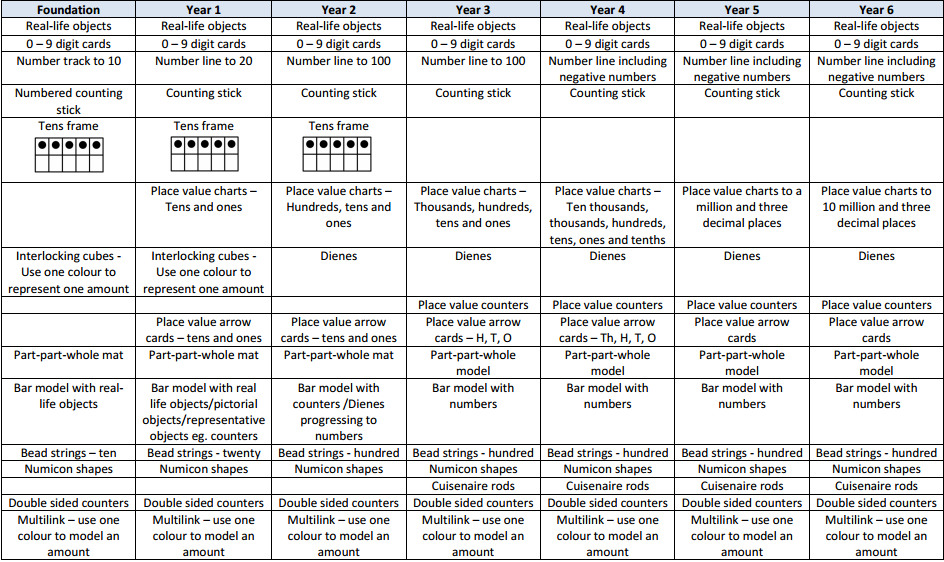 Foundation Year 1 Year 2 Year 3 Year 4 Year 5 Year 6
Real-life objects Real-life objects Real-life objects Real-life objects Real-life objects Real-life objects Real-life objects
0 – 9 digit cards 0 – 9 digit cards 0 – 9 digit cards 0 – 9 digit cards 0 – 9 digit cards 0 – 9 digit cards 0 – 9 digit cards
Number track to 10 Number line to 20 Number line to 100 Number line to 100 Number line including Number line including Number line including
negative numbers negative numbers negative numbers
Numbered counting Counting stick Counting stick Counting stick Counting stick Counting stick Counting stick
stick
Tens frame Tens frame Tens frame
Place value charts – Place value charts – Place value charts – Place value charts – Place value charts to a Place value charts to
Tens and ones Hundreds, tens and Thousands, hundreds, Ten thousands, million and three 10 million and three
ones tens and ones thousands, hundreds, decimal places decimal places
tens, ones and tenths
Interlocking cubes - Interlocking cubes - Dienes Dienes Dienes Dienes Dienes
Use one colour to Use one colour to
represent one amount represent one amount
Place value counters Place value counters Place value counters Place value counters
Place value arrow Place value arrow Place value arrow Place value arrow Place value arrow Place value arrow
cards – tens and ones cards – tens and ones cards – H, T, O cards – Th, H, T, O cards cards
Part-part-whole mat Part-part-whole mat Part-part-whole mat Part-part-whole Part-part-whole Part-part-whole Part-part-whole
model model model model
Bar model with real- Bar model with real Bar model with Bar model with Bar model with Bar model with Bar model with
life objects life objects/pictorial counters /Dienes numbers numbers numbers numbers
objects/representative progressing to
objects eg. counters numbers
Bead strings – ten Bead strings - twenty Bead strings - hundred Bead strings - hundred Bead strings - hundred Bead strings - hundred Bead strings - hundred
Numicon shapes Numicon shapes Numicon shapes Numicon shapes Numicon shapes Numicon shapes Numicon shapes
Cuisenaire rods Cuisenaire rods Cuisenaire rods Cuisenaire rods
Double sided counters Double sided counters Double sided counters Double sided counters Double sided counters Double sided counters Double sided counters
Multilink – use one Multilink – use one Multilink – use one Multilink – use one Multilink – use one Multilink – use one Multilink – use one
colour to model an colour to model an colour to model an colour to model an colour to model an colour to model an colour to model an
amount amount amount amount amount amount amount